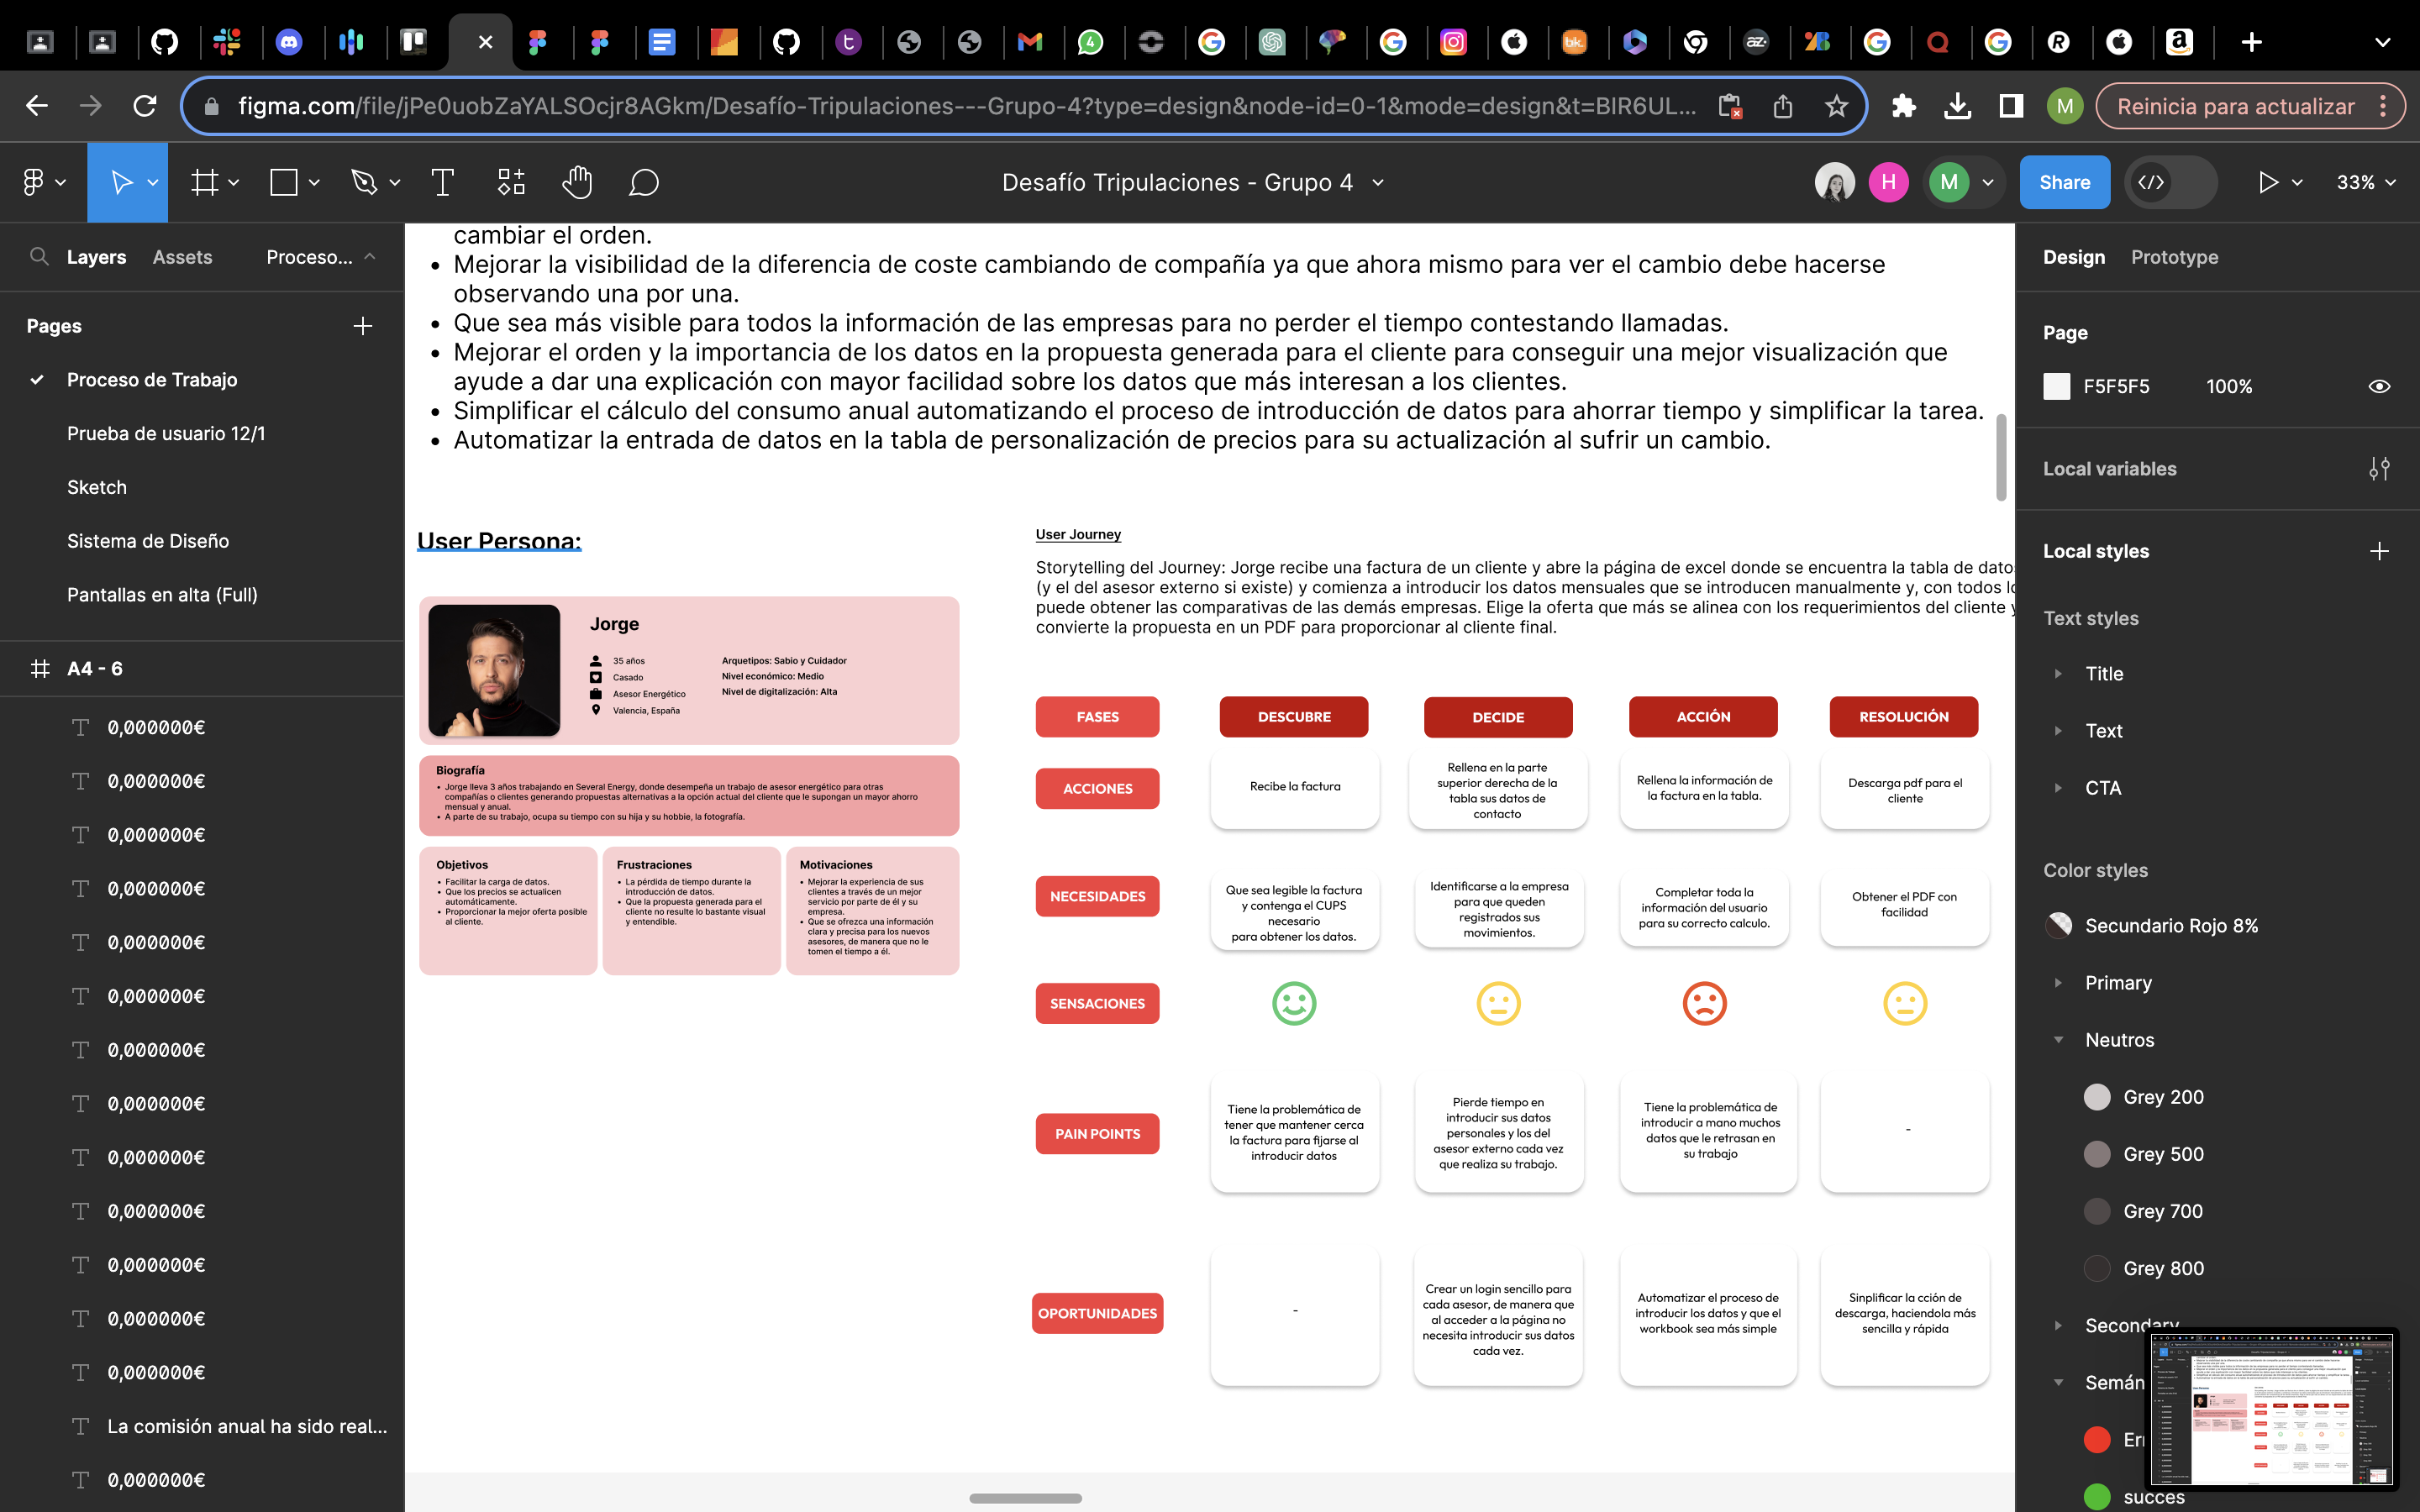 figma.com/file/jPe0uobZaYALSOcjr8AGkm/Desafío-Tripulaciones---Grupo-4?type=design&node-id=0-1&mode=design&t=BIR6UL...
M
Reinicia para actualizar
Desafío Tripulaciones - Grupo 4
H
M
Share
33%
Layers
Assets
Proceso...
Pages
Proceso de Trabajo
Prueba de usuario 12/1
Sketch
Sistema de Diseño
Pantallas en alta (Full)
A4 - 6
0,000000€
0,000000€
0,000000€
0,000000€
0,000000€
0,000000€
0,000000€
0,000000€
0,000000€
0,000000€
0,000000€
0,000000€
0,000000€
La comisión anual ha sido real...
0,000000€
cambiar el orden.
• Mejorar la visibilidad de la diferencia de coste cambiando de compañía ya que ahora mismo para ver el cambio debe hacerse
observando una por una.
• Que sea más visible para todos la información de las empresas para no perder el tiempo contestando llamadas.
• Mejorar el orden y la importancia de los datos en la propuesta generada para el cliente para conseguir una mejor visualización que
ayude a dar una explicación con mayor facilidad sobre los datos que más interesan a los clientes.
• Simplificar el cálculo del consumo anual automatizando el proceso de introducción de datos para ahorrar tiempo y simplificar la tarea.
• Automatizar la entrada de datos en la tabla de personalización de precios para su actualización al sufrir un cambio.
User Persona:
Jorge
35 años
Casado
Asesor Energético
Valencia, España
Arquetipos: Sabio y Cuidador
Nivel económico: Medio
Nivel de digitalización: Alta
Biografía
• Jorge lleva 3 años trabajando en Several Energy, donde desempeña un trabajo de asesor energético para otras
compañías o clientes generando propuestas alternativas a la opción actual del cliente que le supongan un mayor ahorro
mensual y anual.
• A parte de su trabajo, ocupa su tiempo con su hija y su hobbie, la fotografía.
Objetivos
• Facilitar la carga de datos.
• Que los precios se actualicen
automáticamente.
• Proporcionar la mejor oferta posible
al cliente.
Frustraciones
• La pérdida de tiempo durante la
introducción de datos.
• Que la propuesta generada para el
cliente no resulte lo bastante visual
y entendible.
Motivaciones
• Mejorar la experiencia de sus
clientes a través de un mejor
servicio por parte de él y su
empresa.
• Que se ofrezca una información
clara y precisa para los nuevos
asesores, de manera que no le
tomen el tiempo a él.
User Journey
Storytelling del Journey: Jorge recibe una factura de un cliente y abre la página de excel donde se encuentra la tabla de dato
(y el del asesor externo si existe) y comienza a introducir los datos mensuales que se introducen manualmente y, con todos lo
puede obtener las comparativas de las demás empresas. Elige la oferta que más se alinea con los requerimientos del cliente y
convierte la propuesta en un PDF para proporcionar al cliente final.
FASES
DESCUBRE
DECIDE
ACCIÓN
RESOLUCIÓN
ACCIONES
Recibe la factura
Rellena en la parte
superior derecha de la
tabla sus datos de
contacto
Rellena la información de
la factura en la tabla.
Descarga pdf para el
cliente
NECESIDADES
Que sea legible la factura
y contenga el CUPS
necesario
para obtener los datos.
Identificarse a la empresa
para que queden
registrados sus
movimientos.
Completar toda la
información del usuario
para su correcto calculo.
Obtener el PDF con
facilidad
SENSACIONES
PAIN POINTS
Tiene la problemática de
tener que mantener cerca
la factura para fijarse al
introducir datos
Pierde tiempo en
introducir sus datos
personales y los del
asesor externo cada vez
que realiza su trabajo.
Tiene la problemática de
introducir a mano muchos
datos que le retrasan en
su trabajo
-
OPORTUNIDADES
-
Crear un login sencillo para
cada asesor, de manera que
al acceder a la página no
necesita introducir sus datos
cada vez.
Automatizar el proceso de
introducir los datos y que el
workbook sea más simple
Sinplificar la cción de
descarga, haciendola más
sencilla y rápida
Design
Prototype
Page
F5F5F5
100%
Local variables
Local styles
Text styles
Title
Text
CTA
Color styles
Secundario Rojo 8%
Primary
Neutros
Grey 200
Grey 500
Grey 700
Grey 800
Secondary
Semán
Er
succes